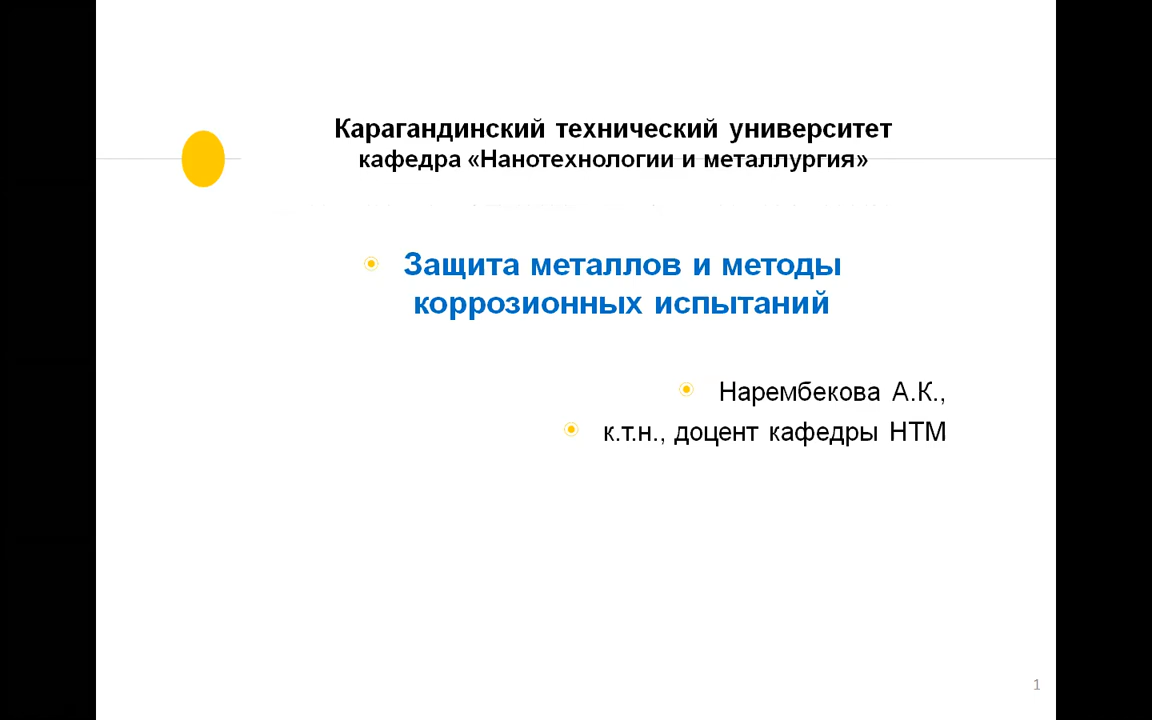 Карагандинский технический университет
кафедра «Нанотехнологии и металлургия»
Защита металлов и методы
коррозионных испытаний
Нарембекова А.К.,
к.т.н., доцент кафедры НТМ
1